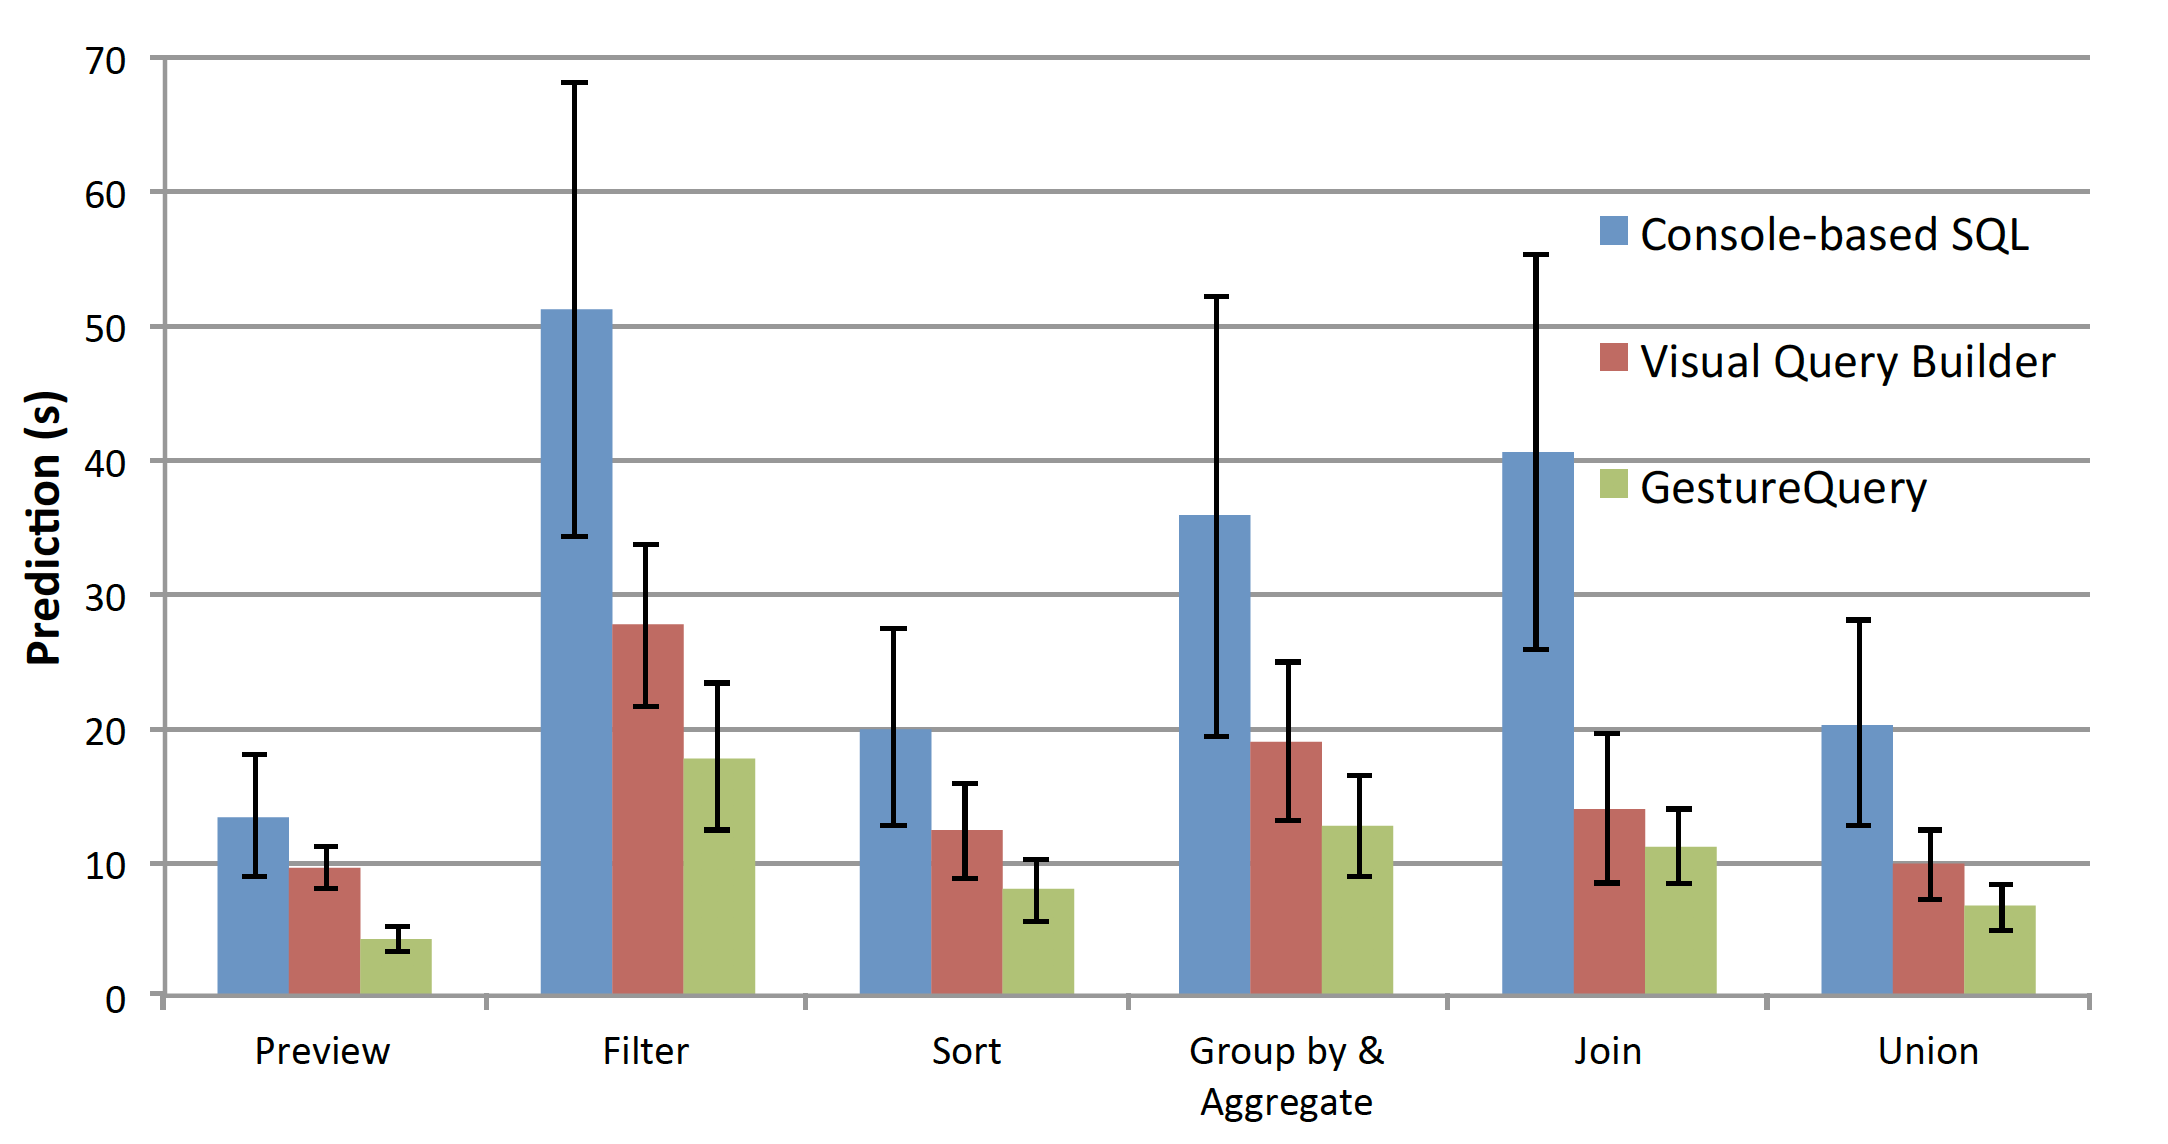 Prediction (s)
70
60
50
40
30
20
10
0
Console-based SQL
Visual Query Builder
GestureQuery
Preview
Filter
Sort
Group by &
Aggregate
Join
Union